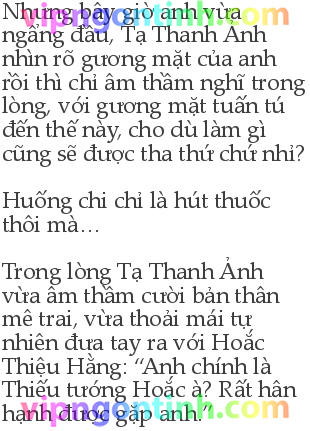 Nhưng bây giờ anh vừa
ngẩng đầu, Tạ Thanh Ảnh
nhìn rõ gương mặt của anh
rồi thì chỉ âm thầm nghĩ trong
lòng, với gương mặt tuấn tú
đến thế này, cho dù làm gì
cũng sẽ được tha thứ chứ nhỉ?
Huống chi chỉ là hút thuốc
thôi mà...
Trong lòng Tạ Thanh Ảnh
vừa âm thầm cười bản thân
mê trai, vừa thoải mái tự
nhiên đưa tay ra với Hoắc
Thiệu Hằng: “Anh chính là
Thiếu tướng Hoắc à? Rất hân
hạnh được gặp anh.”
vipngontinh.com
vipngontinh.com